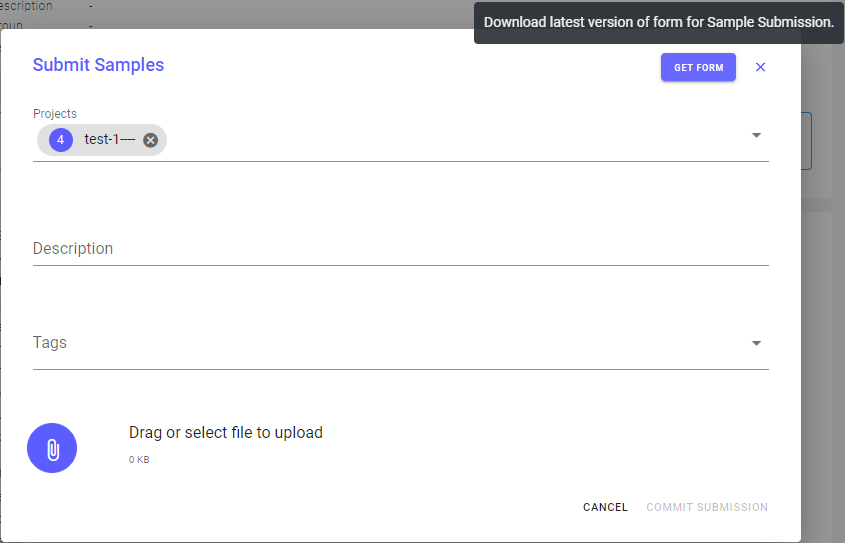 escription -
roup -
Download latest version of form for Sample Submission.
Submit Samples
GET FORM
Projects
4 test-1----
Description
Tags
Drag or select file to upload
0 KB
CANCEL COMMIT SUBMISSION